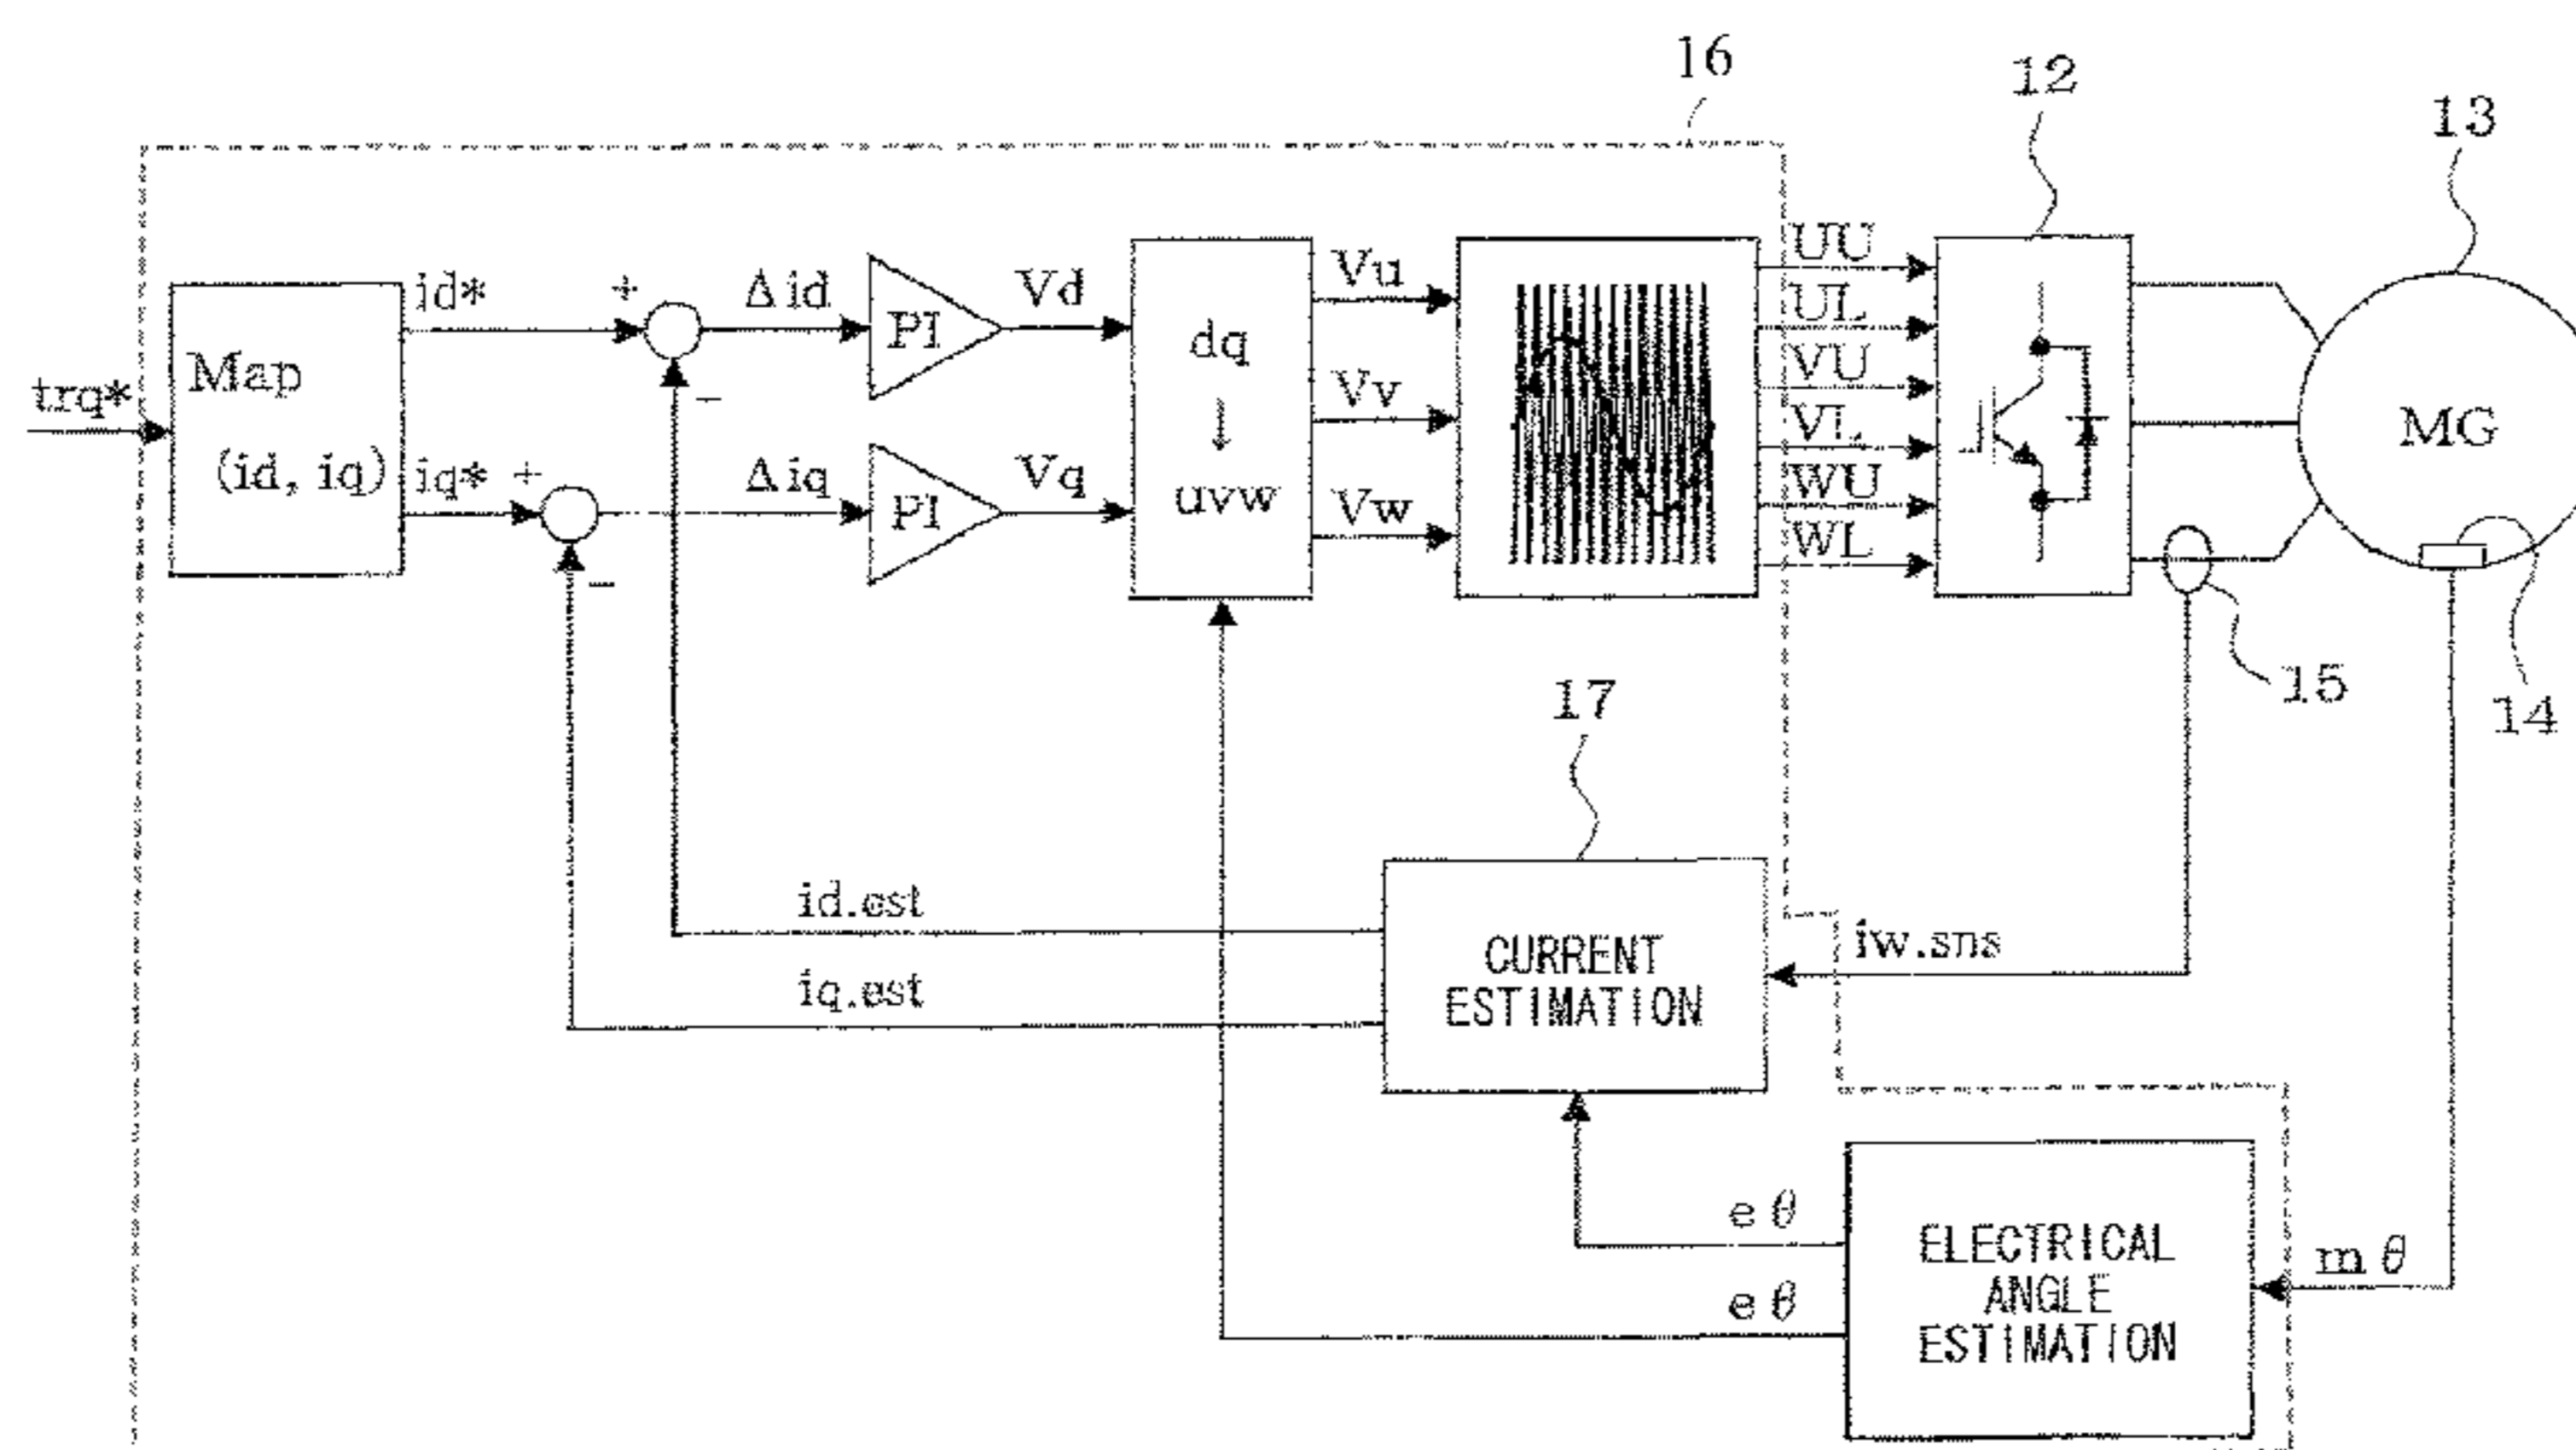 16
12
13
trq*
Map
(id, iq)
id*
+
-
iq*
+
-
Δid
Δiq
PI
PI
Vd
Vq
dq
↓
uvw
Vu
Vv
Vw
UU
UL
VU
VL
WU
WL
MG
15
14
17
id.est
iq.est
CURRENT
ESTIMATION
iw.sns
eθ
eθ
ELECTRICAL
ANGLE
ESTIMATION
mθ